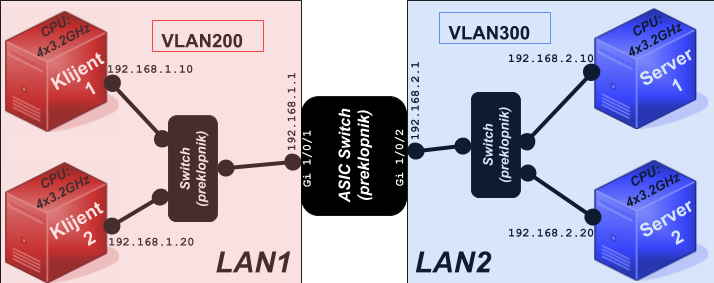 CPU:
4x3.2GHz
Klijent
1
192.168.1.10
VLAN200
192.168.1.1
Switch
(preklopnik)
Gi 1/0/1
CPU:
4x3.2GHz
Klijent
2
192.168.1.20
LAN1
ASIC Switch
(preklopnik)
VLAN300
192.168.2.1
Gi 1/0/2
192.168.2.10
CPU:
4x3.2GHz
Server
1
Switch
(preklopnik)
CPU:
4x3.2GHz
Server
2
192.168.2.20
LAN2